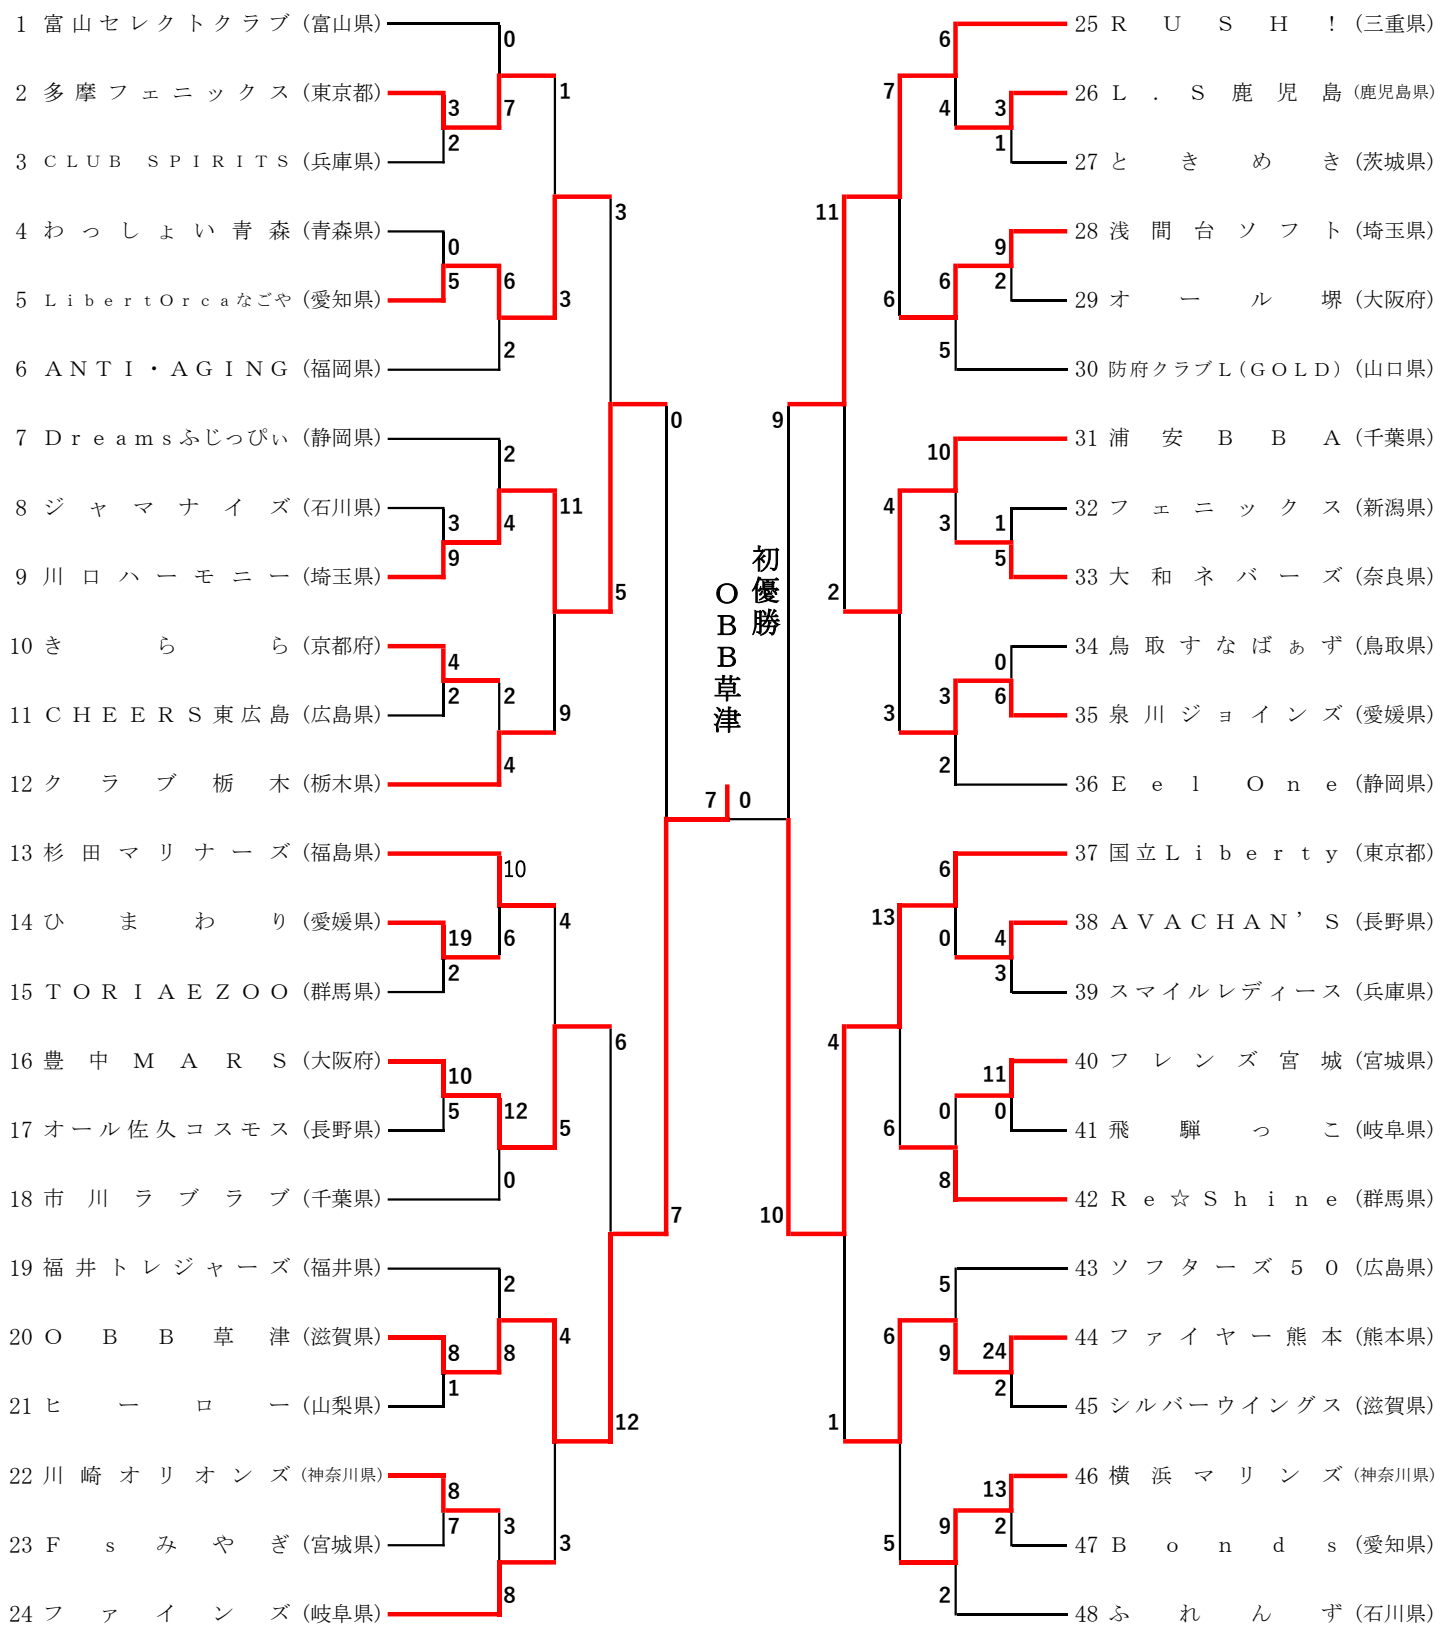 1 富山セレクトクラブ (富山県)
0
2 多摩フェニックス (東京都)
3
7
1
2
3 CLUB SPIRITS (兵庫県)
3
4 わっしょい青森 (青森県)
0
5
6
3
5 LibertOrcaなごや (愛知県)
2
6 ANTI・AGING (福岡県)
0
7 Dreamsふじっぴぃ (静岡県)
2
8 ジャマナイズ (石川県)
3
4
11
9
9 川口ハーモニー (埼玉県)
5
10 きらら (京都府)
4
2
2
9
11 CHEERS東広島 (広島県)
4
12 クラブ栃木 (栃木県)
13 杉田マリナーズ (福島県)
10
14 ひまわり (愛媛県)
19
6
4
2
15 TORIAEZOO (群馬県)
6
16 豊中MARS (大阪府)
10
5
12
5
17 オール佐久コスモス (長野県)
0
18 市川ラブラブ (千葉県)
7
19 福井トレジャーズ (福井県)
2
20 OBB草津 (滋賀県)
8
8
4
1
21 ヒーロー (山梨県)
12
22 川崎オリオンズ (神奈川県)
8
7
3
3
23 Fsみやぎ (宮城県)
8
24 ファインズ (岐阜県)
初優勝
OBB草津
7 0
25 RUSH! (三重県)
6
7
4
3
26 L.S鹿児島 (鹿児島県)
1
27 ときめき (茨城県)
11
28 浅間台ソフト (埼玉県)
9
6
6
2
29 オール堺 (大阪府)
5
30 防府クラブL(GOLD) (山口県)
9
31 浦安BBA (千葉県)
10
4
3
1
32 フェニックス (新潟県)
5
33 大和ネバーズ (奈良県)
2
34 鳥取すなばぁず (鳥取県)
0
3
3
6
35 泉川ジョインズ (愛媛県)
2
36 Eel One (静岡県)
37 国立Liberty (東京都)
6
13
0
4
38 AVACHAN'S (長野県)
3
39 スマイルレディース (兵庫県)
4
40 フレンズ宮城 (宮城県)
11
6
0
0
41 飛騨っこ (岐阜県)
8
42 Re☆Shine (群馬県)
10
43 ソフターズ50 (広島県)
5
6
9
24
44 ファイヤー熊本 (熊本県)
2
45 シルバーウイングス (滋賀県)
1
46 横浜マリンズ (神奈川県)
13
5
9
2
47 Bonds (愛知県)
2
48 ふれんず (石川県)